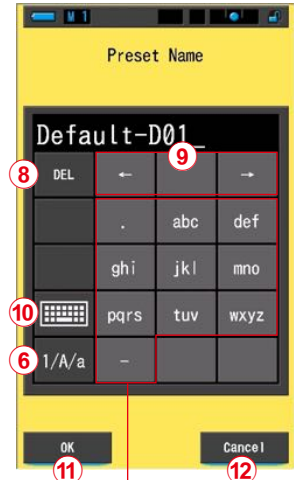 M 1
Preset Name
Default-D01_
9
8 DEL ← →
. abc def
ghi jkl mno
10 pqrs tuv wxyz
6 1/A/a -
OK Cancel
11 12